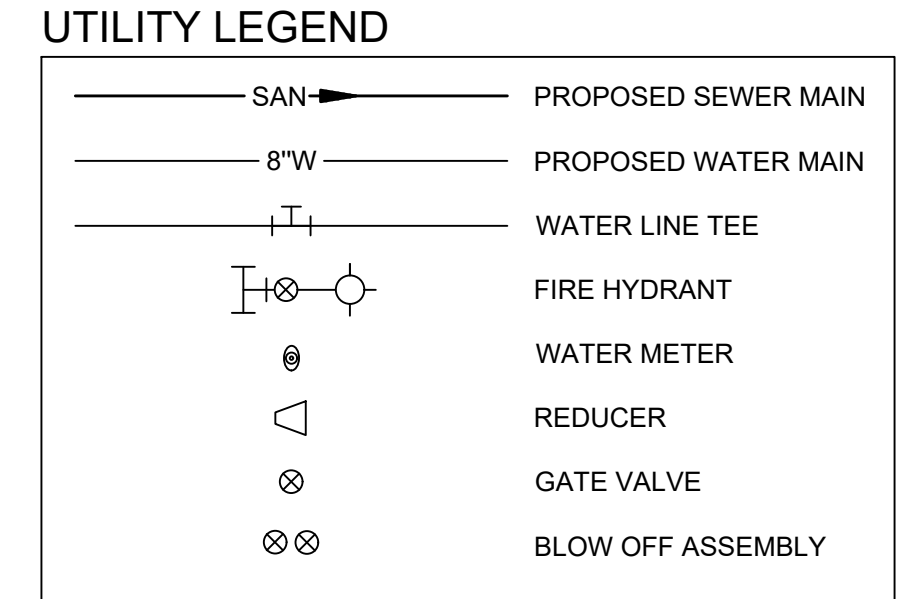 UTILITY LEGEND
SAN PROPOSED SEWER MAIN
8"W PROPOSED WATER MAIN
WATER LINE TEE
FIRE HYDRANT
WATER METER
REDUCER
GATE VALVE
BLOW OFF ASSEMBLY